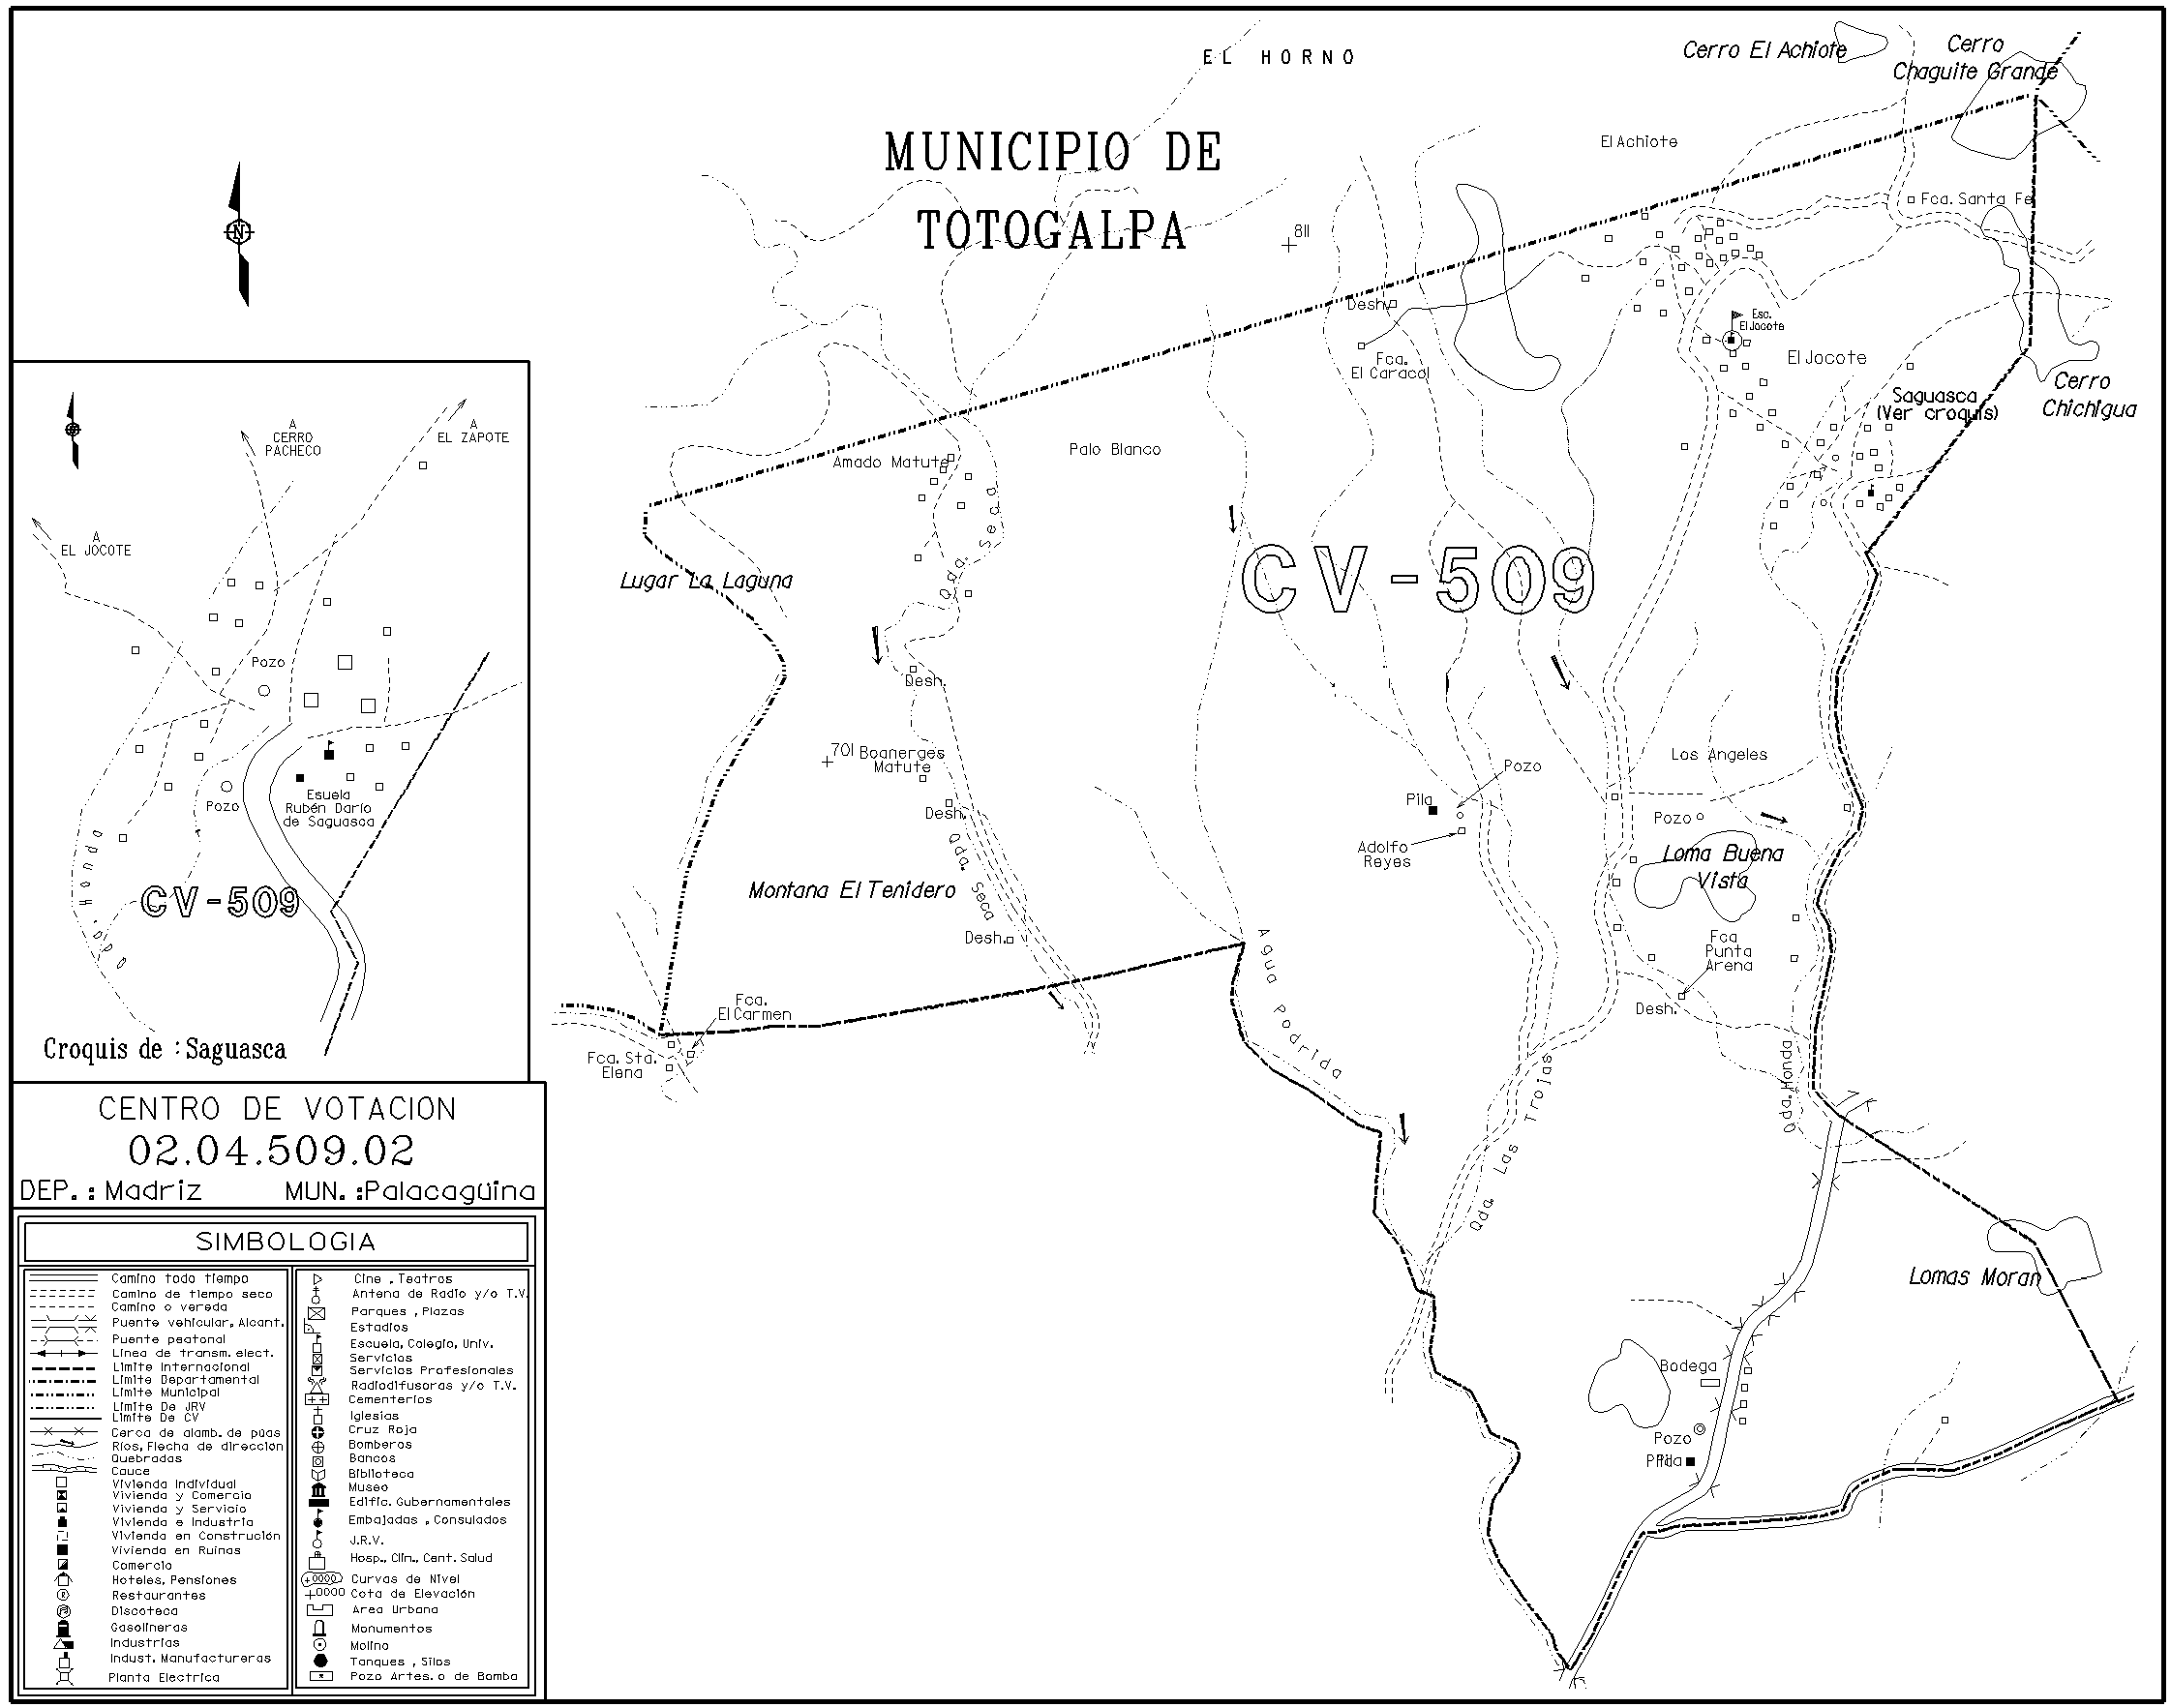 EL HORNO
Cerro El Achiote
Cerro
Chaguite Grande
MUNICIPIO DE
TOTOGALPA
El Achiote
Fca. Santa Fe
811
N
Desh.
Fca.
El Caracol
Esc.
El Jocote
El Jocote
Cerro
Chichigua
Saguasca
(Ver croquis)
Palo Blanco
Amado Matute
Qda. Seca
CV-509
Lugar La Laguna
Desh.
701
Boanerges
Matute
Desh.
Qda. Seca
Los Angeles
Pozo
Pila
Pozo
Adolfo
Reyes
Loma Buena
Vista
Montana El Tenidero
Desh.
Fca
Punta
Arena
Desh.
Agua Podrida
Fca.
El Carmen
Fca. Sta.
Elena
Qda. Las Trojas
Qda. Honda
Lomas Moran
Bodega
Pozo
Pila
A
CERRO
PACHECO
A
EL ZAPOTE
A
EL JOCOTE
Pozo
Pozo
Esuela
Rubén Darío
de Saguasca
Qda. Honda
CV-509
Croquis de : Saguasca
CENTRO DE VOTACION
02.04.509.02
DEP.: Madriz MUN.:Palacagüina
SIMBOLOGIA
Camino todo tiempo
Camino de tiempo seco
Camino o vereda
Puente vehicular, Alcant.
Puente peatonal
Linea de transm. elect.
Limite Internacional
Limite Departamental
Limite Municipal
Limite De JRV
Limite De CV
Cerca de alamb. de púas
Rios, Flecha de dirección
Quebradas
Cauce
Vivienda Individual
Vivienda y Comercio
Vivienda y Servicio
Vivienda e Industria
Vivienda en Construción
Vivienda en Ruinas
Comercio
Hoteles, Pensiones
Restaurantes
Discoteca
Gasolineras
Industrias
Indust. Manufactureras
Planta Electrica
Cine , Teatros
Antena de Radio y/o T.V.
Parques , Plazas
Estadios
Escuela, Colegio, Univ.
Servicios
Servicios Profesionales
Radiodifusoras y/o T.V.
Cementerios
Iglesias
Cruz Roja
Bomberos
Bancos
Biblioteca
Museo
Edific. Gubernamentales
Embajadas , Consulados
J.R.V.
Hosp., Clin., Cent. Salud
+0000 Curvas de Nivel
+0000 Cota de Elevación
Area Urbana
Monumentos
Molino
Tanques , Silos
Pozo Artes. o de Bomba